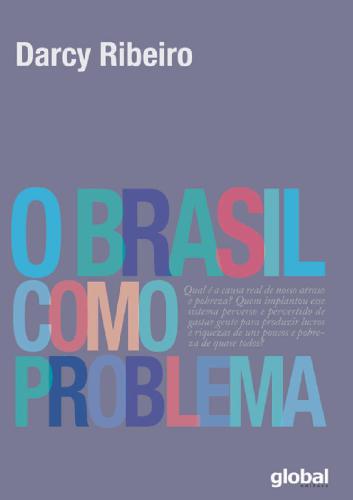 Darcy Ribeiro
O BRASIL
COMO
Qual é a causa real de nosso atraso
e pobreza? Quem implantou esse
sistema perverso e pervertido de
gastar gente para produzir lucros
e riquezas de uns poucos e pobre-
za de quase todos?
PROBLEMA
global
editora